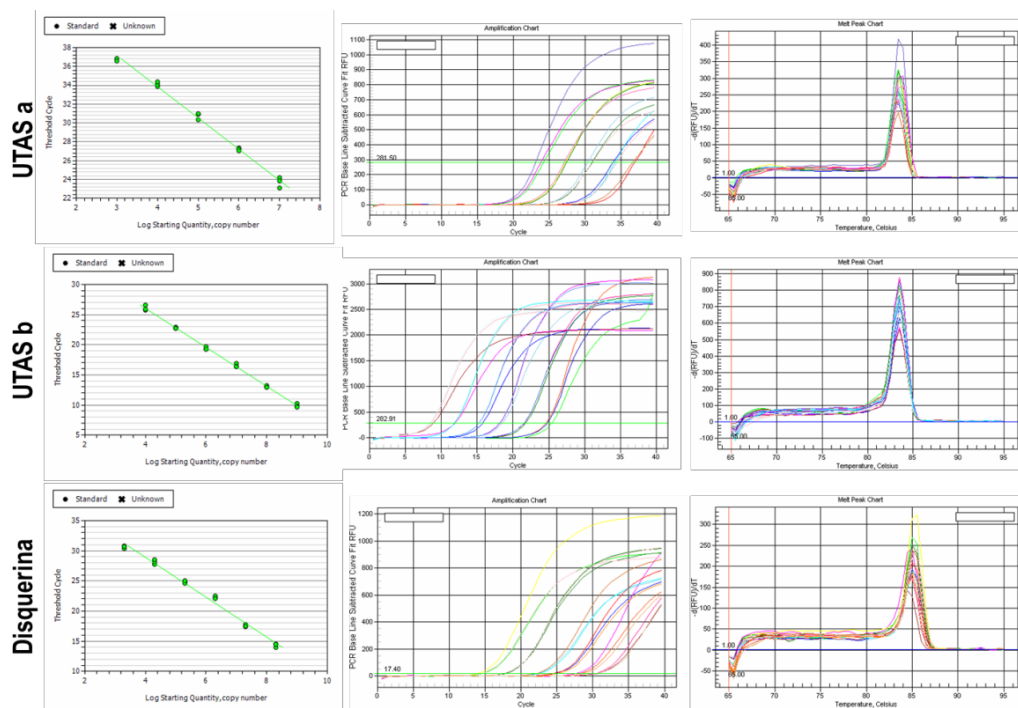 UTAS a
Standard Unknown
Threshold Cycle
38
36
34
32
30
28
26
24
22
2 3 4 5 6 7 8
Log Starting Quantity,copy number
Amplification Chart
PCR Base Line Subtracted Curve Fit RFU
1100
1000
900
800
700
600
500
400
300
200
100
0
281.50
0 5 10 15 20 25 30 35 40
Cycle
Melt Peak Chart
-d(RFU)/dT
400
350
300
250
200
150
100
50
0
-50
1.00
65.00
65 70 75 80 85 90 95
Temperature, Celsius
UTAS b
Standard Unknown
Threshold Cycle
30
25
20
15
10
5
2 4 6 8 10
Log Starting Quantity,copy number
Amplification Chart
PCR Base Line Subtracted Curve Fit RFU
3000
2500
2000
1500
1000
500
-0
282.91
0 5 10 15 20 25 30 35 40
Cycle
Melt Peak Chart
-d(RFU)/dT
900
800
700
600
500
400
300
200
100
0
-100
1.00
65.00
65 70 75 80 85 90 95
Temperature, Celsius
Disquerina
Standard Unknown
Threshold Cycle
35
30
25
20
15
10
2 4 6 8 10
Log Starting Quantity,copy number
Amplification Chart
PCR Base Line Subtracted Curve Fit RFU
1200
1000
800
600
400
200
0
17.40
0 5 10 15 20 25 30 35 40
Cycle
Melt Peak Chart
-d(RFU)/dT
300
250
200
150
100
50
0
-50
1.00
65.00
65 70 75 80 85 90 95
Temperature, Celsius